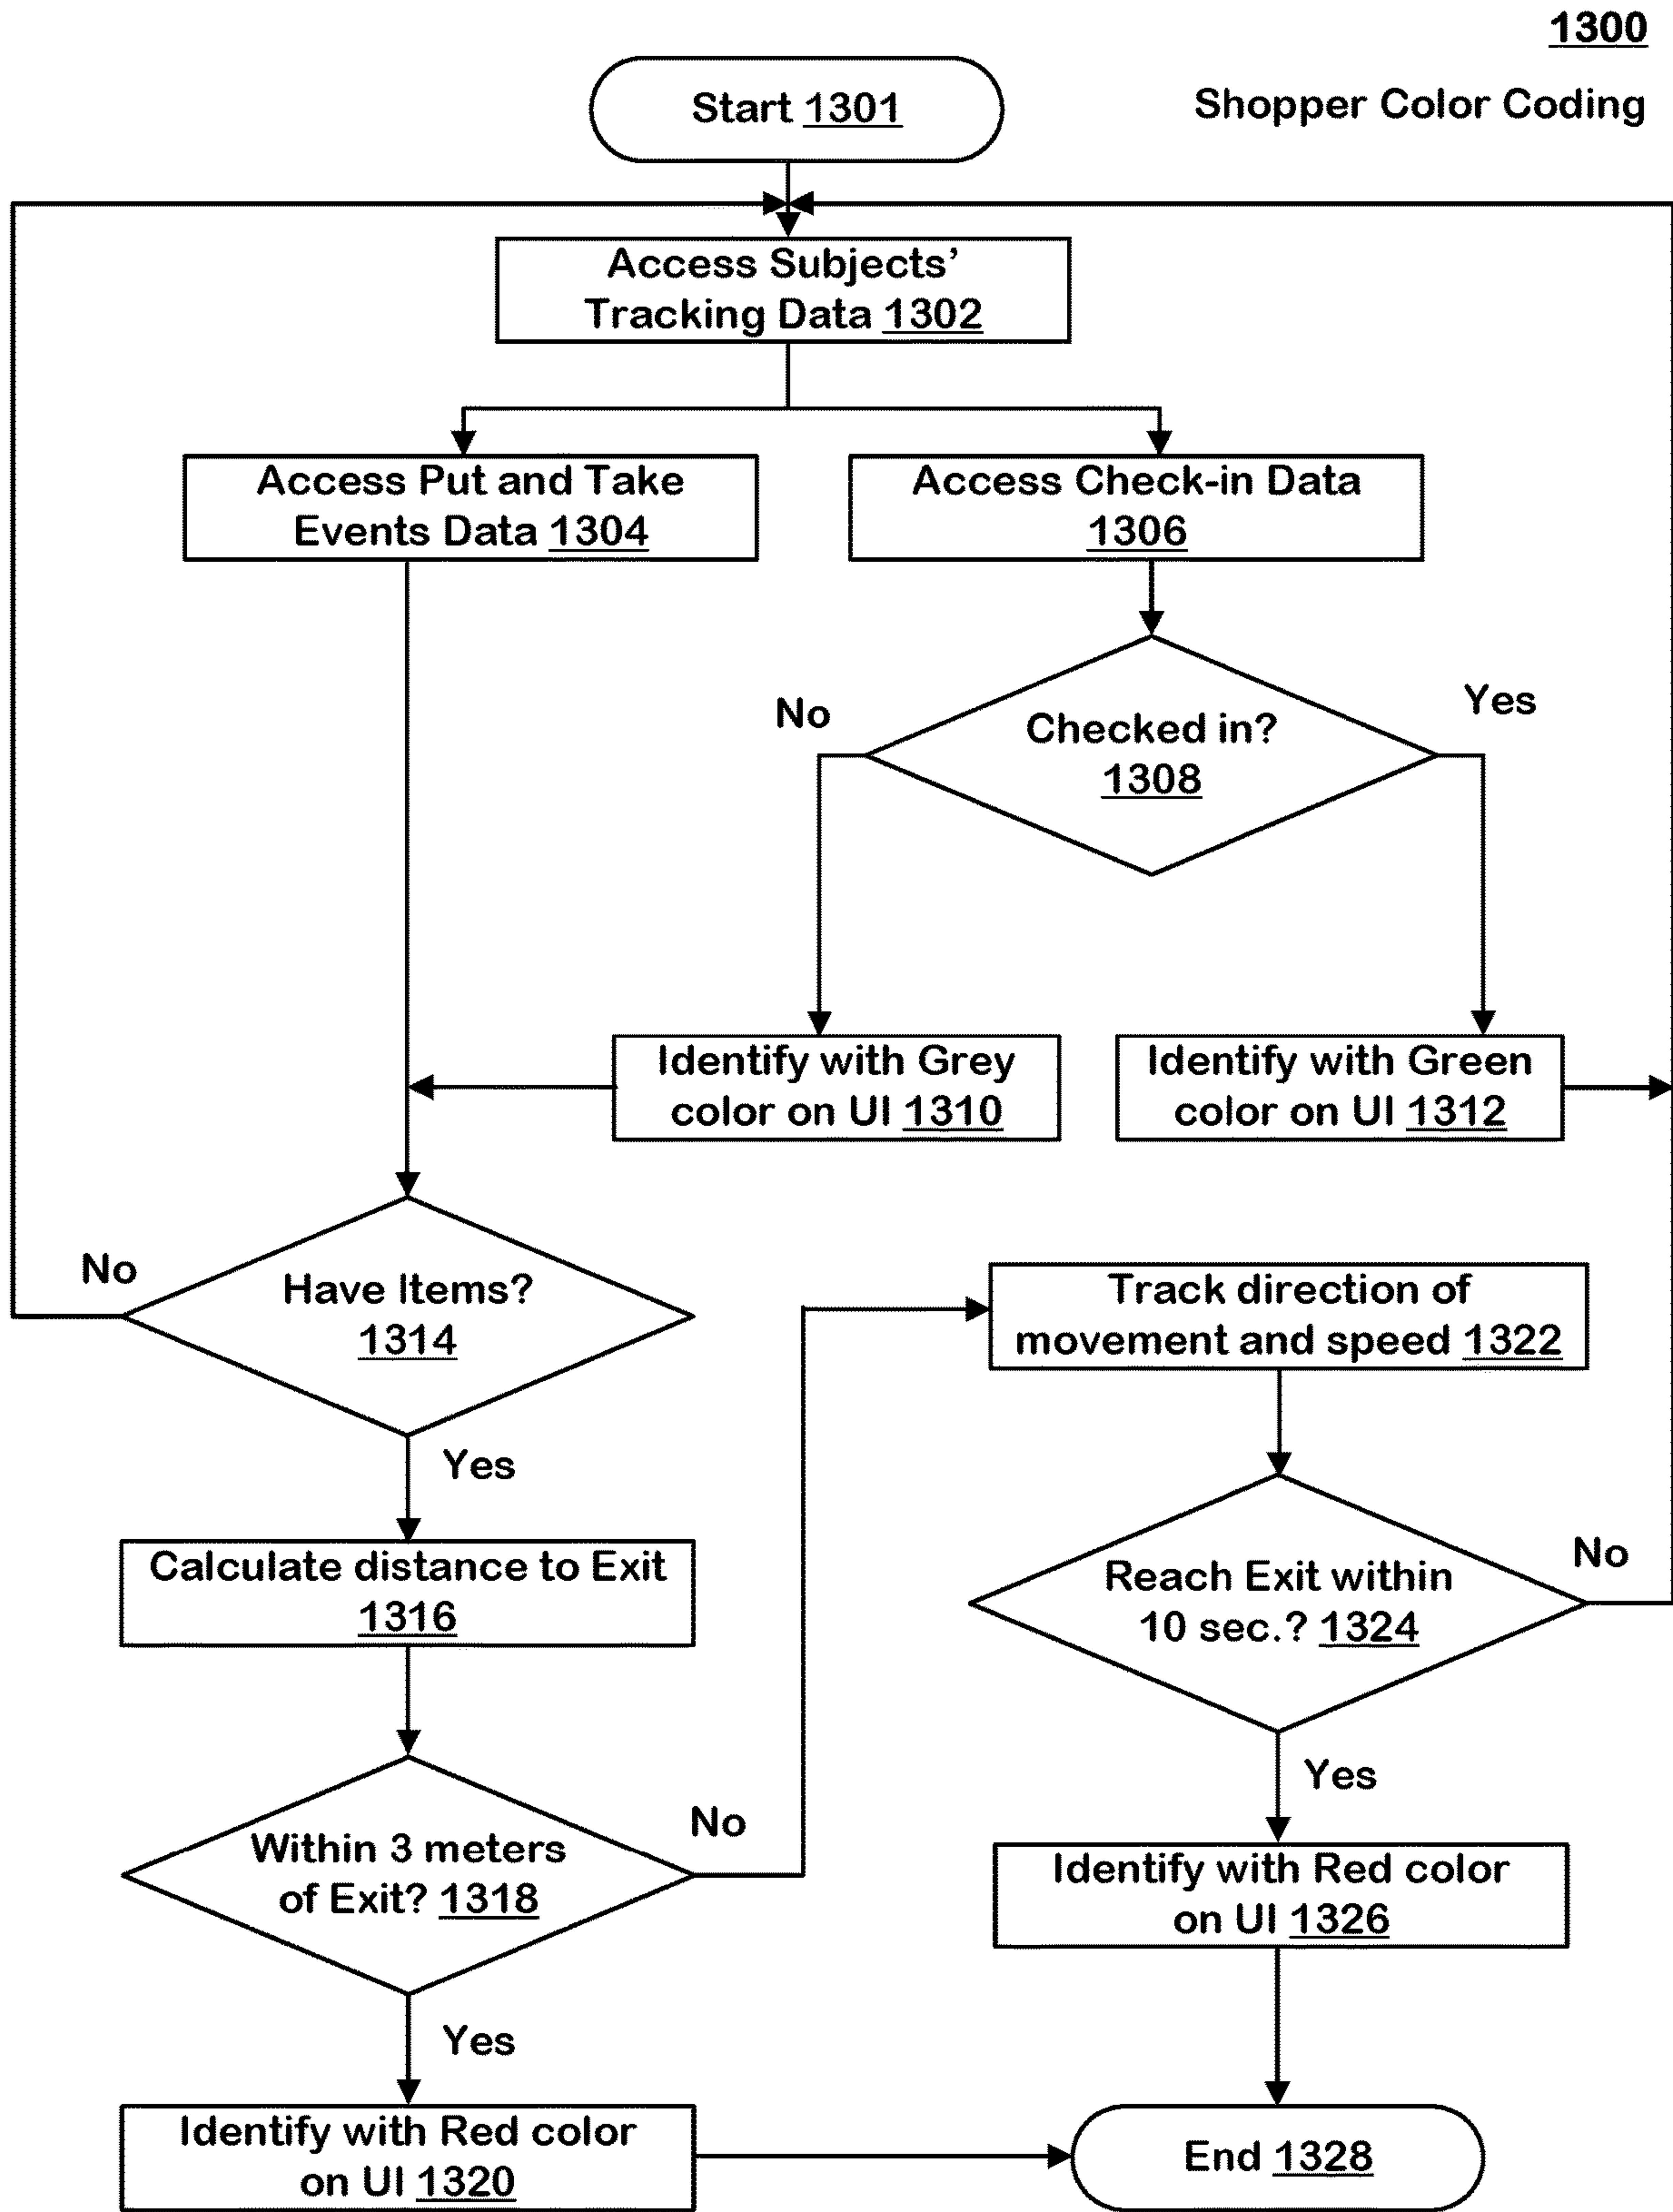 1300
Start 1301
Shopper Color Coding
Access Subjects'
Tracking Data 1302
Access Put and Take
Events Data 1304
Access Check-in Data
1306
No
Yes
Checked in?
1308
Identify with Grey
color on UI 1310
Identify with Green
color on UI 1312
No
Have Items?
1314
Track direction of
movement and speed 1322
Yes
Calculate distance to Exit
1316
Reach Exit within
10 sec.? 1324
No
Yes
Within 3 meters
of Exit? 1318
No
Identify with Red color
on UI 1326
Yes
Identify with Red color
on UI 1320
End 1328